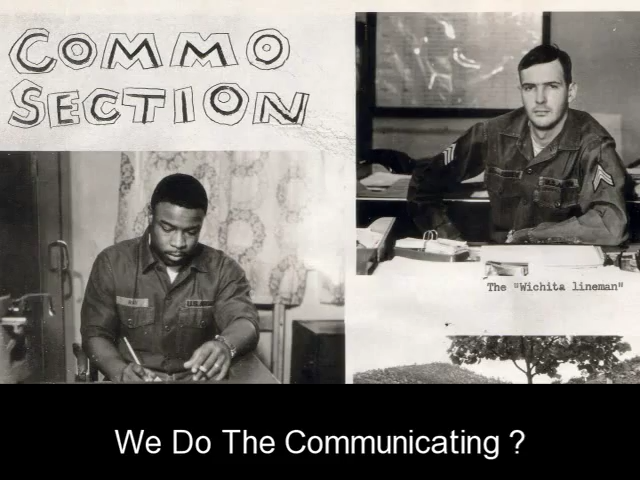 COMMO
SECTION
The "Wichita lineman"
We Do The Communicating ?